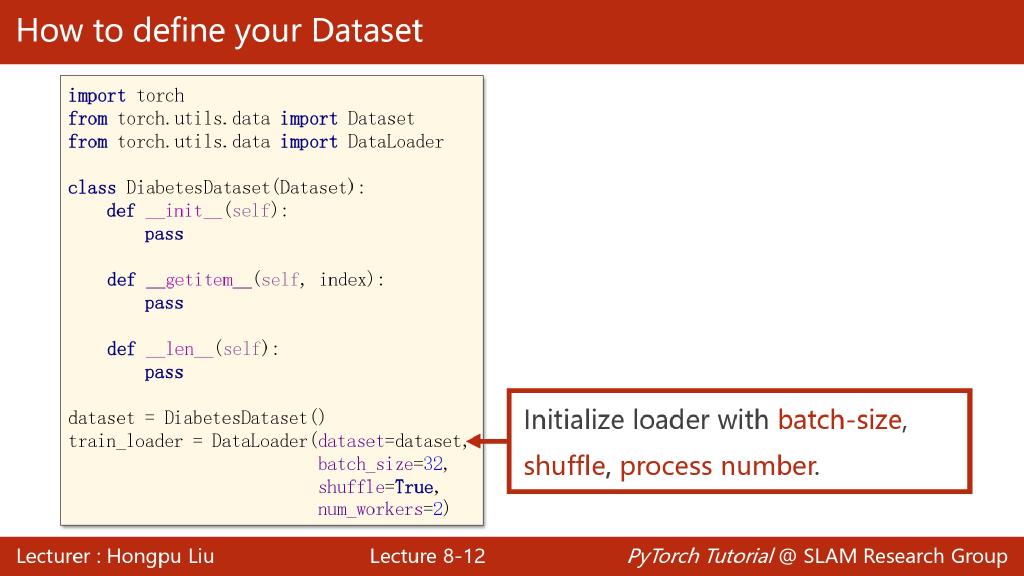 How to define your Dataset
import torch
from torch.utils.data import Dataset
from torch.utils.data import DataLoader
class DiabetesDataset(Dataset):
    def __init__(self):
        pass
    def __getitem__(self, index):
        pass
    def __len__(self):
        pass
dataset = DiabetesDataset()
train_loader = DataLoader(dataset=dataset,
                          batch_size=32,
                          shuffle=True,
                          num_workers=2)
Initialize loader with batch-size,
shuffle, process number.
Lecturer : Hongpu Liu
Lecture 8-12
PyTorch Tutorial @ SLAM Research Group